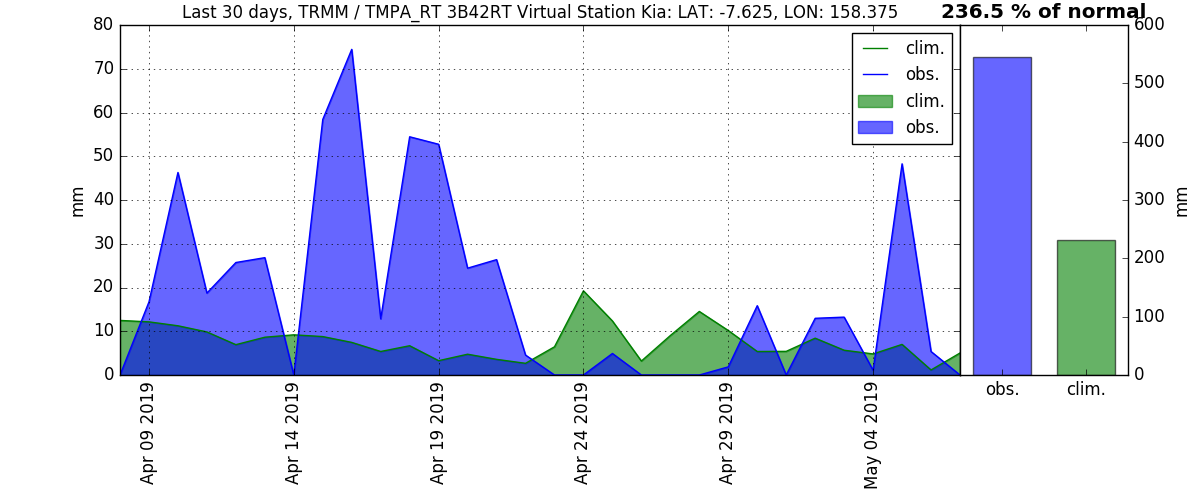 Last 30 days, TRMM / TMPA_RT 3B42RT Virtual Station Kia: LAT: -7.625, LON: 158.375
236.5 % of normal
80
70
60
50
40
30
20
10
0
mm
clim.
obs.
clim.
obs.
Apr 09 2019
Apr 14 2019
Apr 19 2019
Apr 24 2019
Apr 29 2019
May 04 2019
600
500
400
300
200
100
0
mm
obs.
clim.